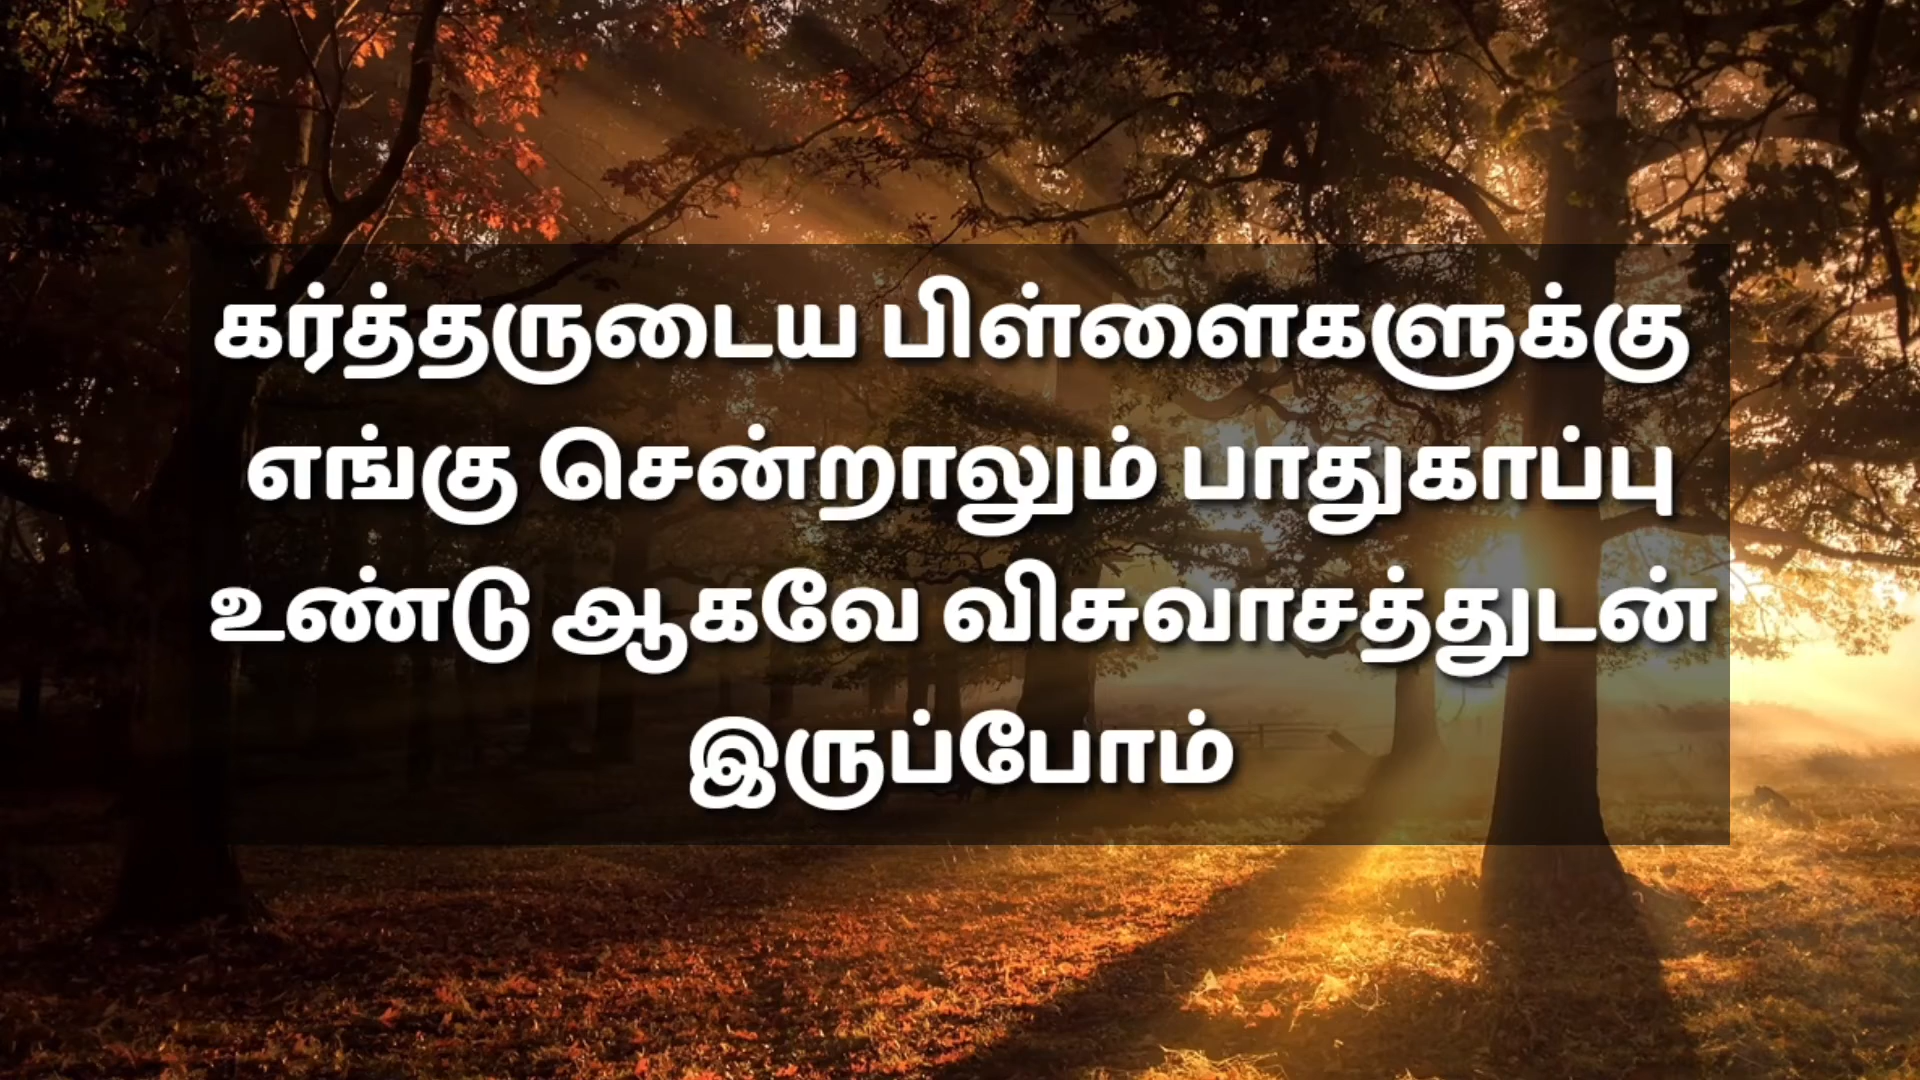 கர்த்தருடைய பிள்ளைகளுக்கு
எங்கு சென்றாலும் பாதுகாப்பு
உண்டு ஆகவே விசுவாசத்துடன்
இருப்போம்